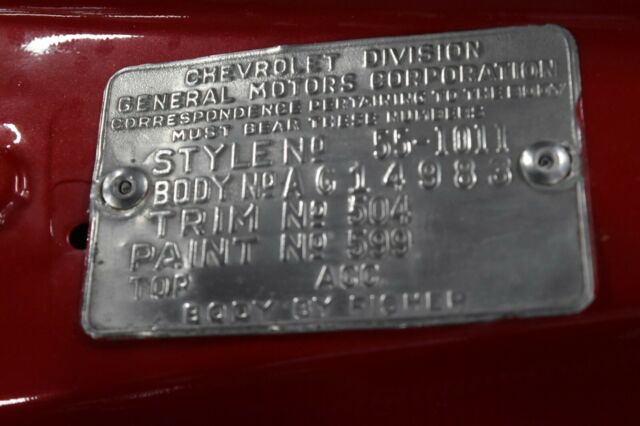 CHEVROLET DIVISION
GENERAL MOTORS CORPORATION
CORRESPONDENCE PERTAINING TO THE BODY
MUST BEAR THESE NUMBERS
STYLE Nº 55-1011
BODY Nº A G 14983
TRIM Nº 504
PAINT Nº 599
TOP ACC
BODY BY FISHER